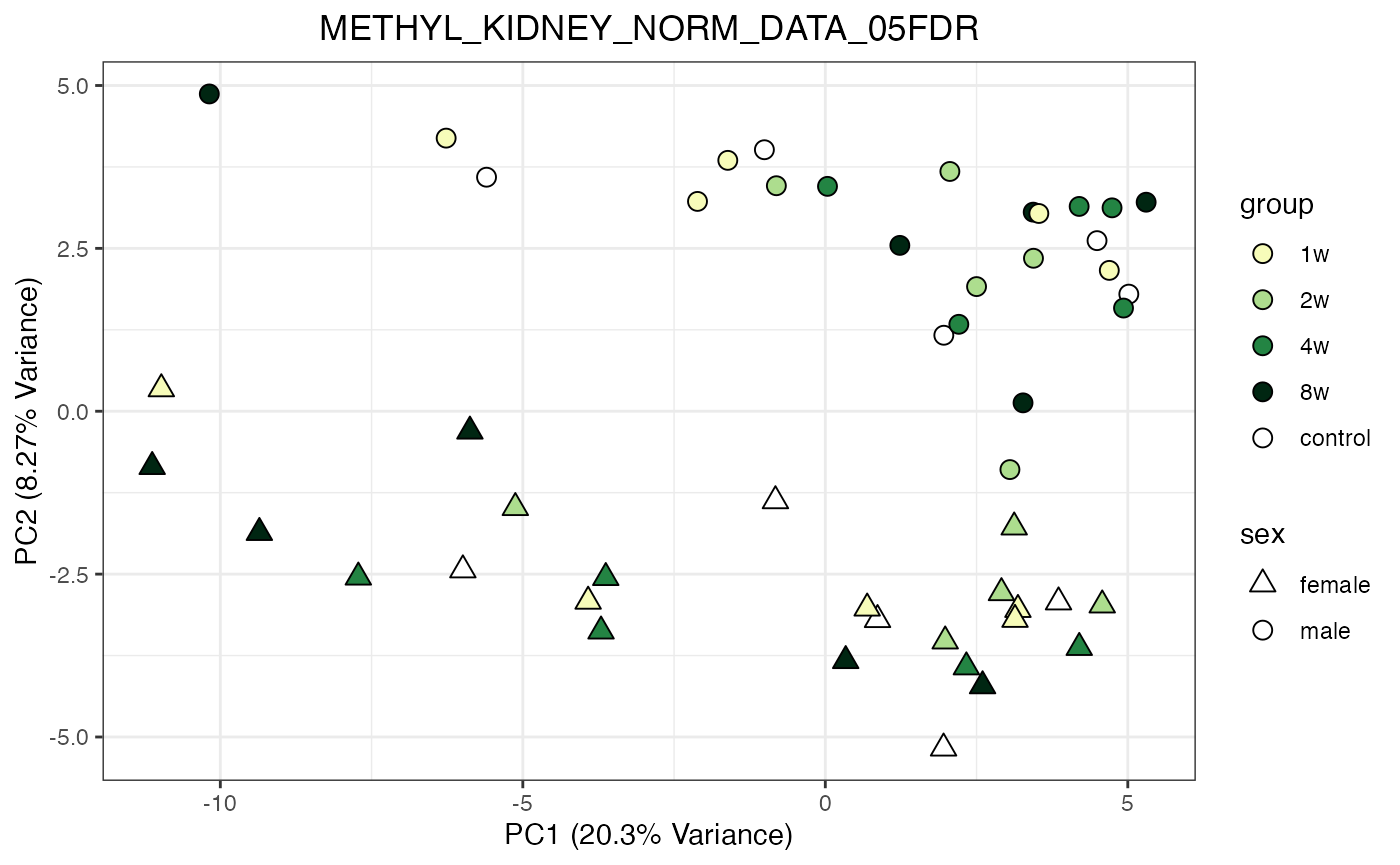 METHYL_KIDNEY_NORM_DATA_05FDR
5.0
2.5
0.0
-2.5
-5.0
PC2 (8.27% Variance)
-10
-5
0
5
PC1 (20.3% Variance)
group
1w
2w
4w
8w
control
sex
female
male